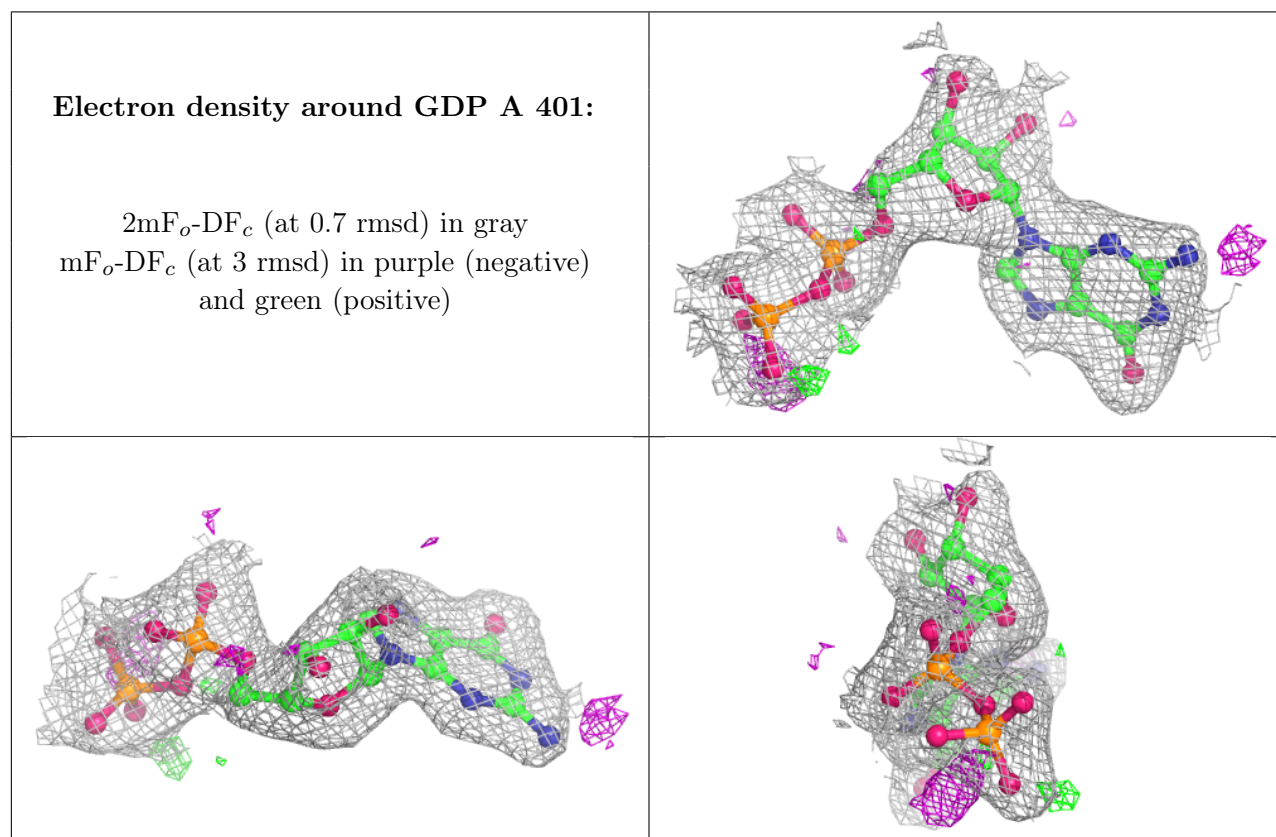 Electron density around GDP A 401:
2mFo-DFc (at 0.7 rmsd) in gray
mFo-DFc (at 3 rmsd) in purple (negative)
and green (positive)